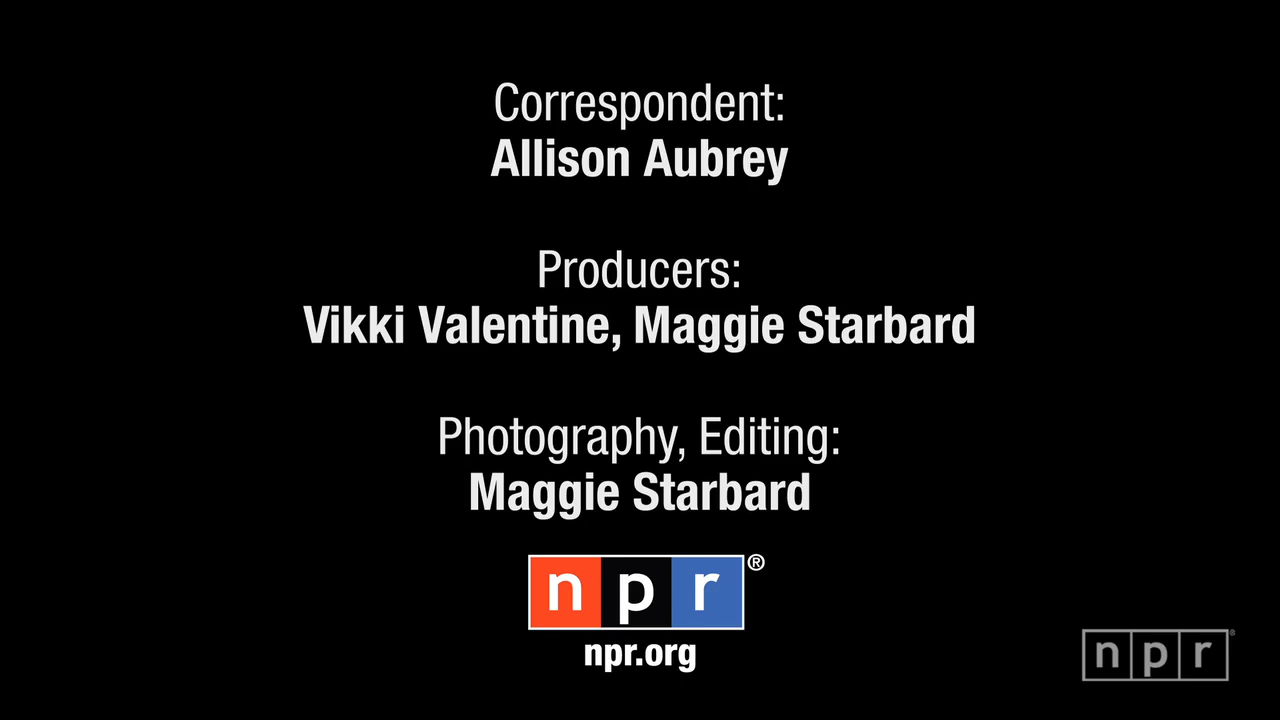 Correspondent:
Allison Aubrey
Producers:
Vikki Valentine, Maggie Starbard
Photography, Editing:
Maggie Starbard
npr®
npr.org
npr®